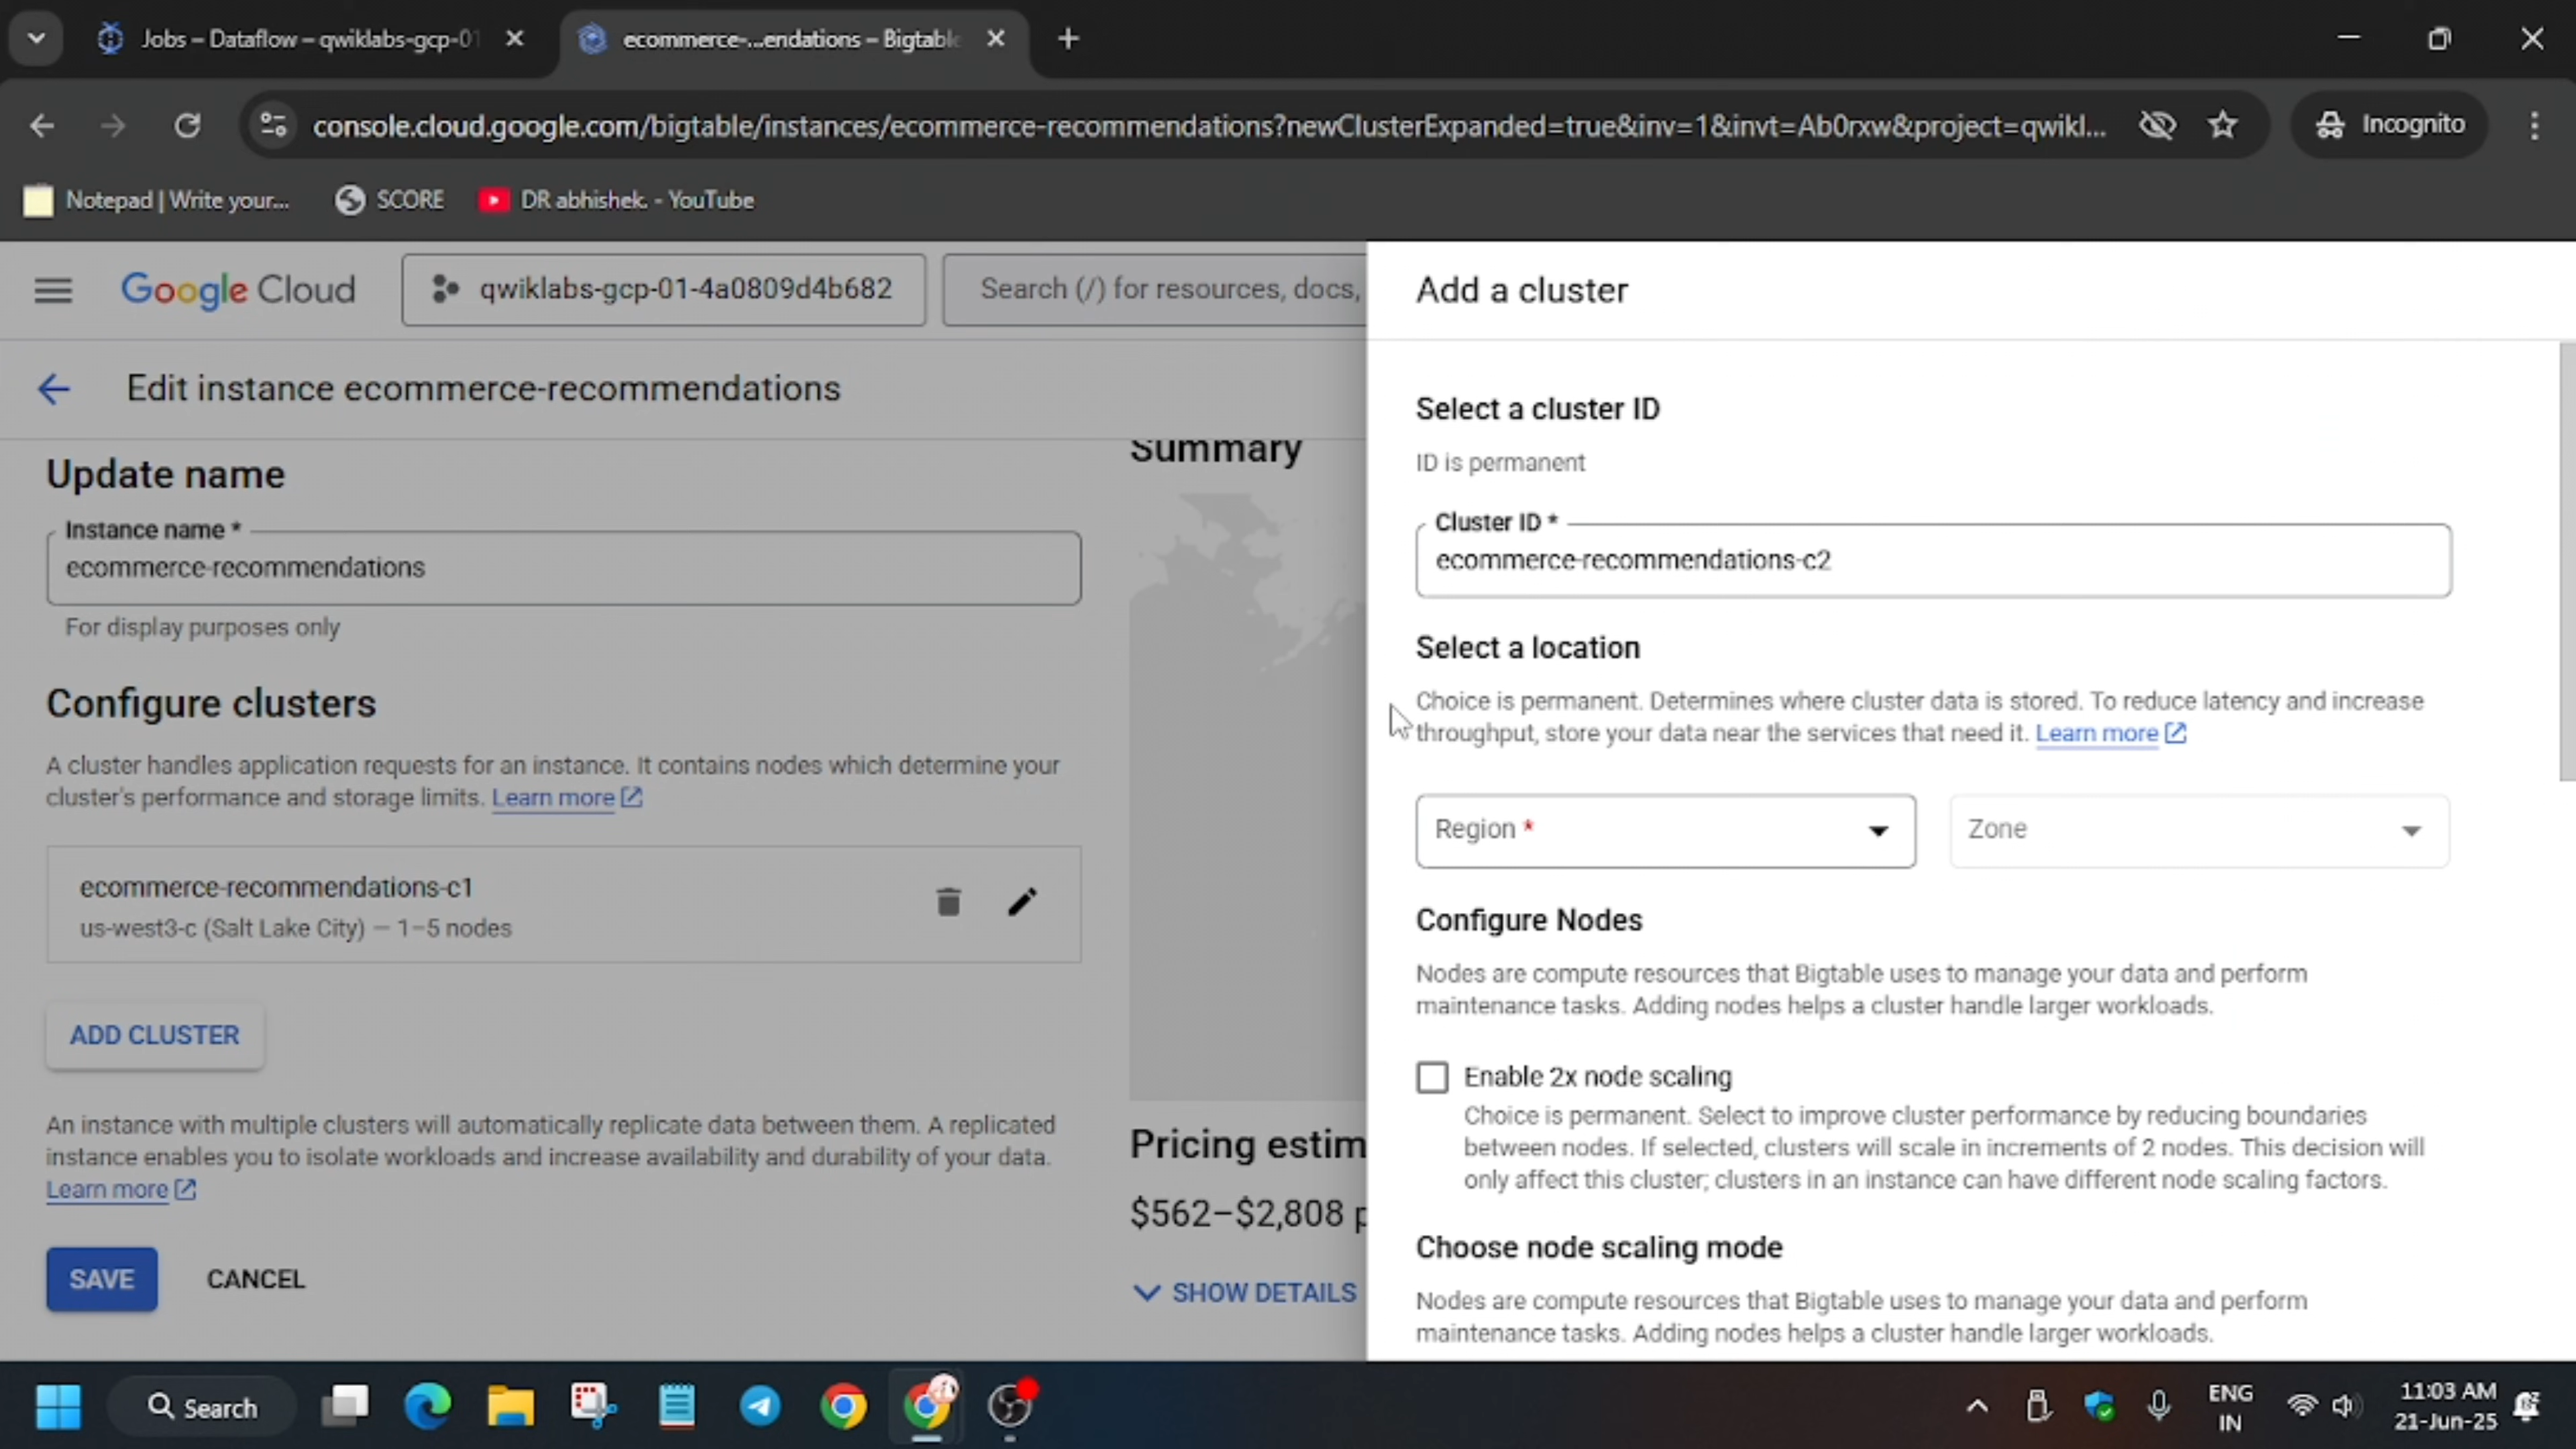 Jobs – Dataflow – qwiklabs-gcp-01
ecommerce-...endations – Bigtable
console.cloud.google.com/bigtable/instances/ecommerce-recommendations?newClusterExpanded=true&inv=1&invt=Ab0rxw&project=qwikl...
Incognito
Notepad | Write your...
SCORE
DR abhishek. - YouTube
Google Cloud
qwiklabs-gcp-01-4a0809d4b682
Search (/) for resources, docs,
Edit instance ecommerce-recommendations
Update name
Instance name *
ecommerce-recommendations
For display purposes only
Configure clusters
A cluster handles application requests for an instance. It contains nodes which determine your
cluster's performance and storage limits. Learn more
ecommerce-recommendations-c1
us-west3-c (Salt Lake City) — 1–5 nodes
ADD CLUSTER
An instance with multiple clusters will automatically replicate data between them. A replicated
instance enables you to isolate workloads and increase availability and durability of your data.
Learn more
SAVE
CANCEL
Summary
Pricing estim
$562–$2,808 p
SHOW DETAILS
Add a cluster
Select a cluster ID
ID is permanent
Cluster ID *
ecommerce-recommendations-c2
Select a location
Choice is permanent. Determines where cluster data is stored. To reduce latency and increase
throughput, store your data near the services that need it. Learn more
Region *
Zone
Configure Nodes
Nodes are compute resources that Bigtable uses to manage your data and perform
maintenance tasks. Adding nodes helps a cluster handle larger workloads.
Enable 2x node scaling
Choice is permanent. Select to improve cluster performance by reducing boundaries
between nodes. If selected, clusters will scale in increments of 2 nodes. This decision will
only affect this cluster; clusters in an instance can have different node scaling factors.
Choose node scaling mode
Nodes are compute resources that Bigtable uses to manage your data and perform
maintenance tasks. Adding nodes helps a cluster handle larger workloads.
Search
ENG
IN
11:03 AM
21-Jun-25